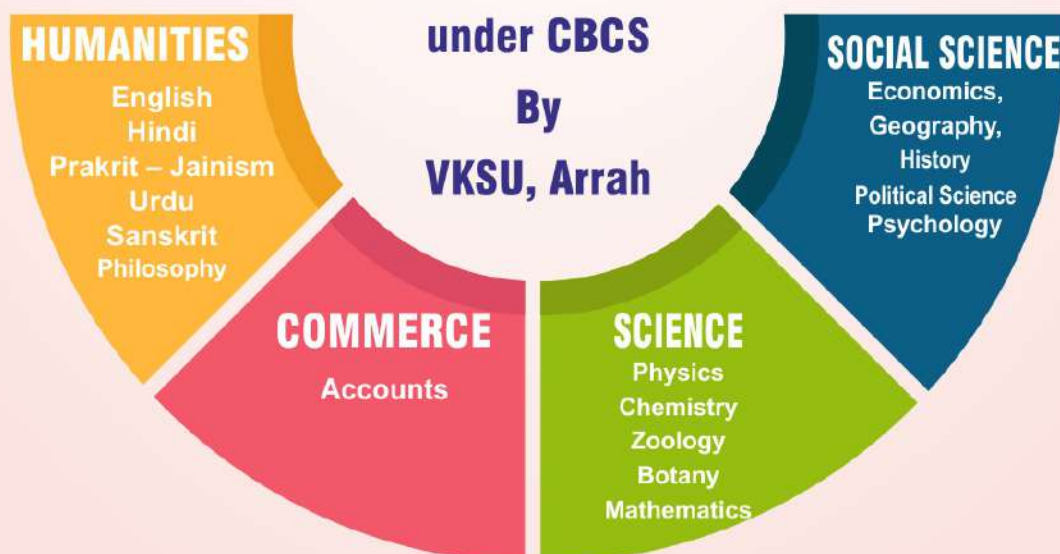 under CBCS
By
VKSU, Arrah
HUMANITIES
English
Hindi
Prakrit – Jainism
Urdu
Sanskrit
Philosophy
COMMERCE
Accounts
SCIENCE
Physics
Chemistry
Zoology
Botany
Mathematics
SOCIAL SCIENCE
Economics,
Geography,
History
Political Science
Psychology